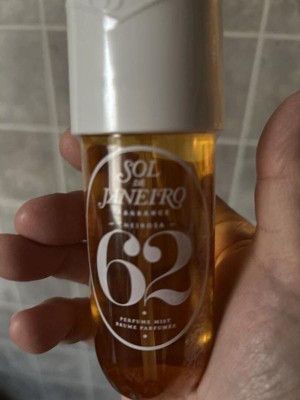 SOL
DE
JANEIRO
FRAGRANCE
CHEIROSA
62
PERFUME MIST
BRUME PARFUMÉE